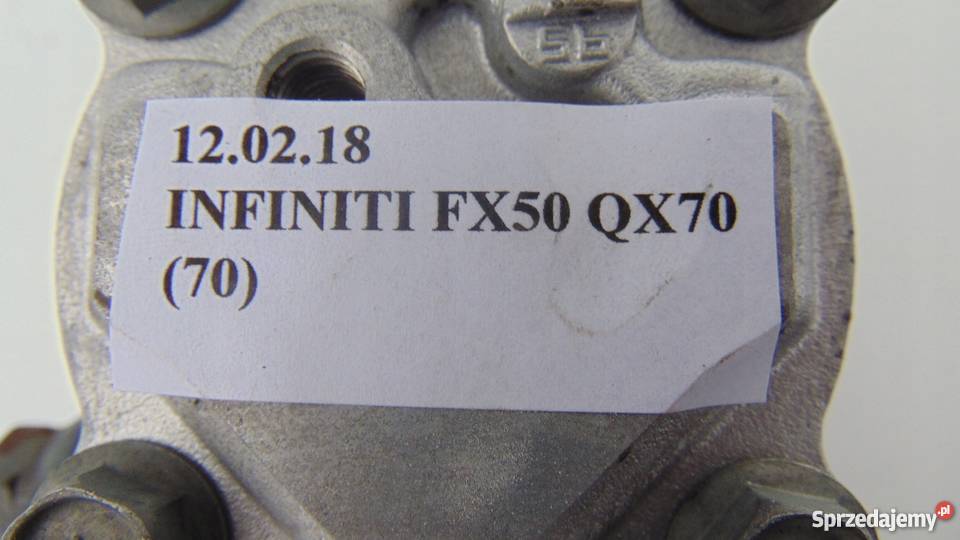 12.02.18
INFINITI FX50 QX70
(70)
Sprzedajemy.pl